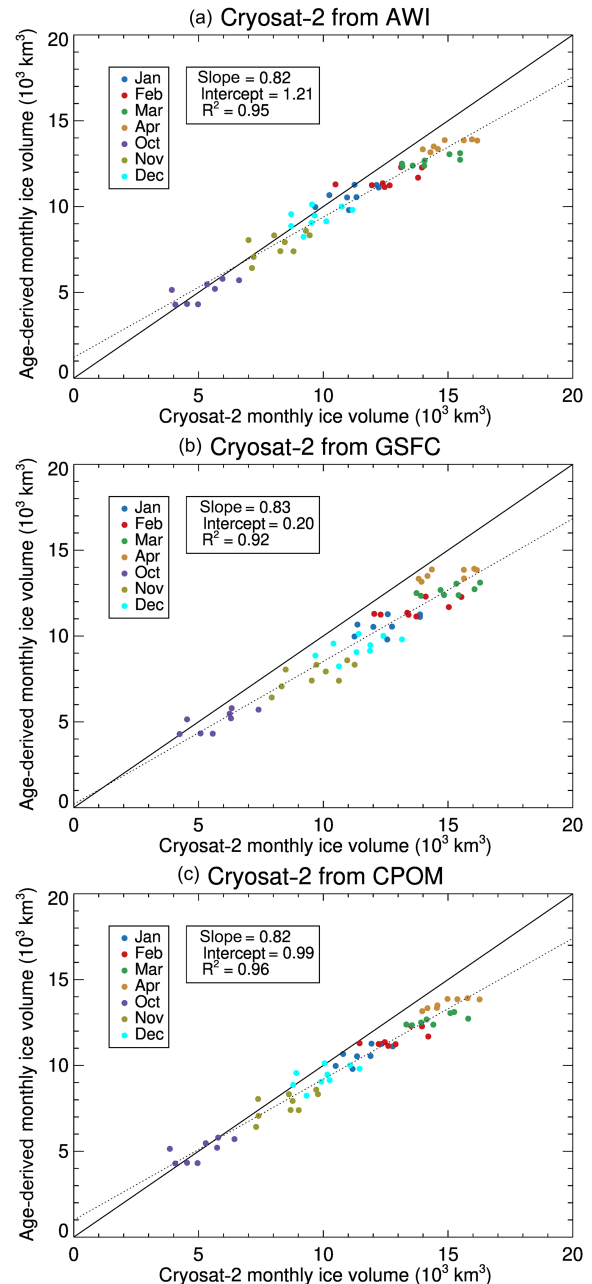 (a) Cryosat-2 from AWI
Age-derived monthly ice volume (10³ km³)
20
15
10
5
0
Jan
Feb
Mar
Apr
Oct
Nov
Dec
Slope = 0.82
Intercept = 1.21
R² = 0.95
0 5 10 15 20
Cryosat-2 monthly ice volume (10³ km³)
(b) Cryosat-2 from GSFC
Age-derived monthly ice volume (10³ km³)
20
15
10
5
0
Jan
Feb
Mar
Apr
Oct
Nov
Dec
Slope = 0.83
Intercept = 0.20
R² = 0.92
0 5 10 15 20
Cryosat-2 monthly ice volume (10³ km³)
(c) Cryosat-2 from CPOM
Age-derived monthly ice volume (10³ km³)
20
15
10
5
0
Jan
Feb
Mar
Apr
Oct
Nov
Dec
Slope = 0.82
Intercept = 0.99
R² = 0.96
0 5 10 15 20
Cryosat-2 monthly ice volume (10³ km³)